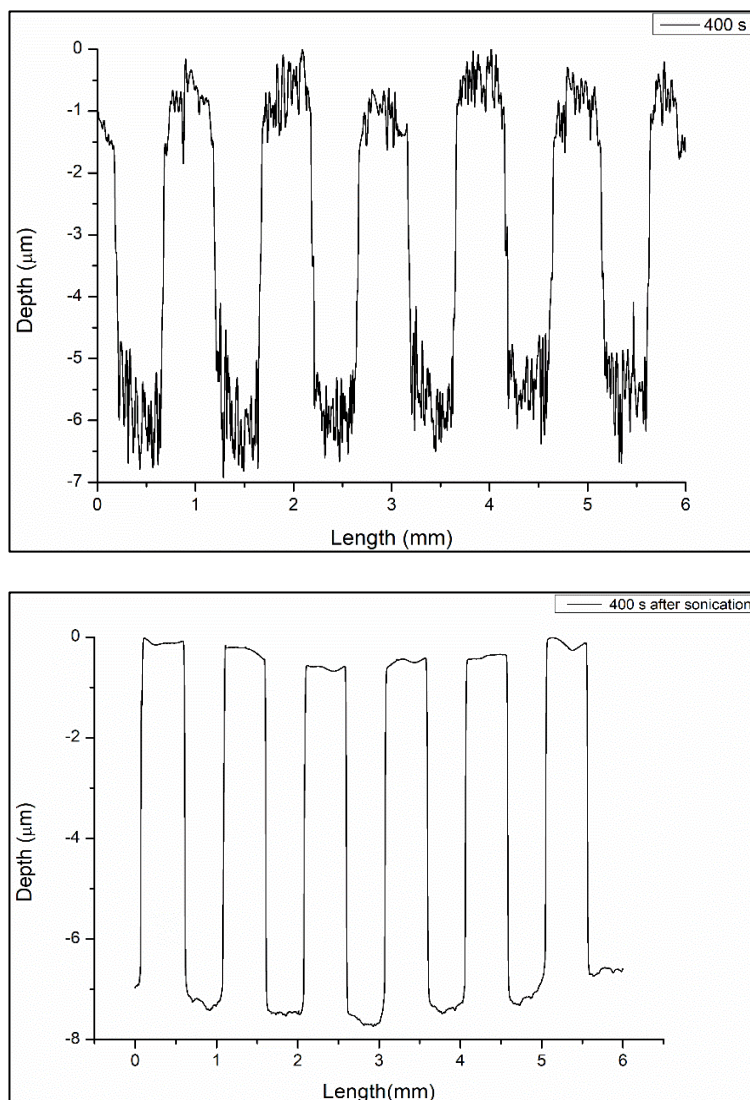 400 s
0
-1
-2
-3
-4
-5
-6
-7
Depth (μm)
0 1 2 3 4 5 6
Length (mm)
400 s after sonication
0
-2
-4
-6
-8
Depth (μm)
0 1 2 3 4 5 6
Length(mm)